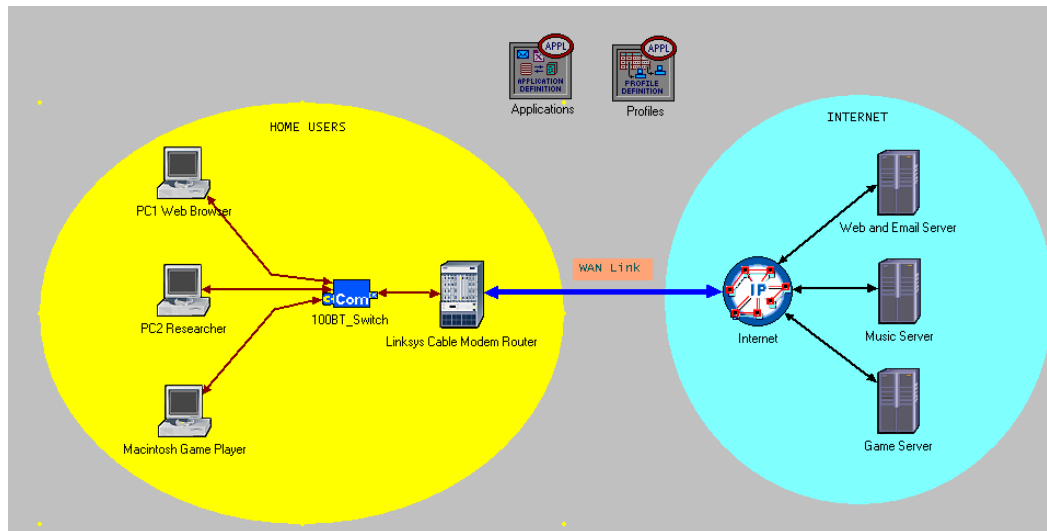 APPL
APPLICATION
DEFINITION
Applications
APPL
PROFILE
DEFINITION
Profiles
HOME USERS
PC1 Web Browser
PC2 Researcher
Macintosh Game Player
Com
100BT_Switch
Linksys Cable Modem Router
WAN Link
INTERNET
IP
Internet
Web and Email Server
Music Server
Game Server